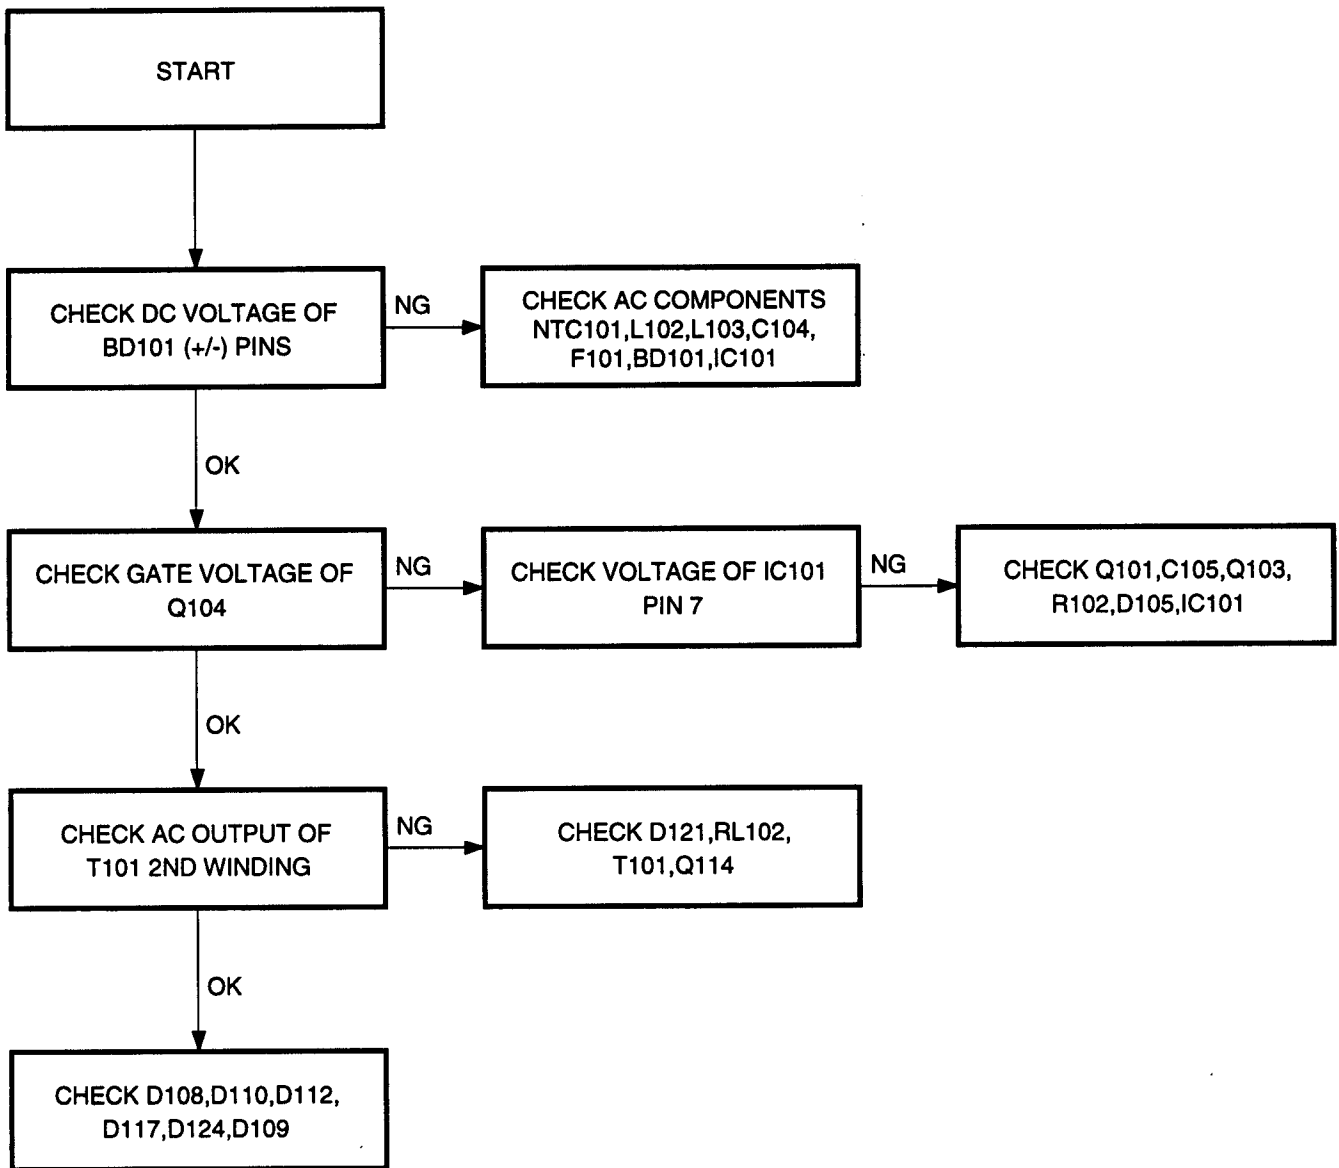 START
CHECK DC VOLTAGE OF
BD101 (+/-) PINS
NG
CHECK AC COMPONENTS
NTC101,L102,L103,C104,
F101,BD101,IC101
OK
CHECK GATE VOLTAGE OF
Q104
NG
CHECK VOLTAGE OF IC101
PIN 7
NG
CHECK Q101,C105,Q103,
R102,D105,IC101
OK
CHECK AC OUTPUT OF
T101 2ND WINDING
NG
CHECK D121,RL102,
T101,Q114
OK
CHECK D108,D110,D112,
D117,D124,D109